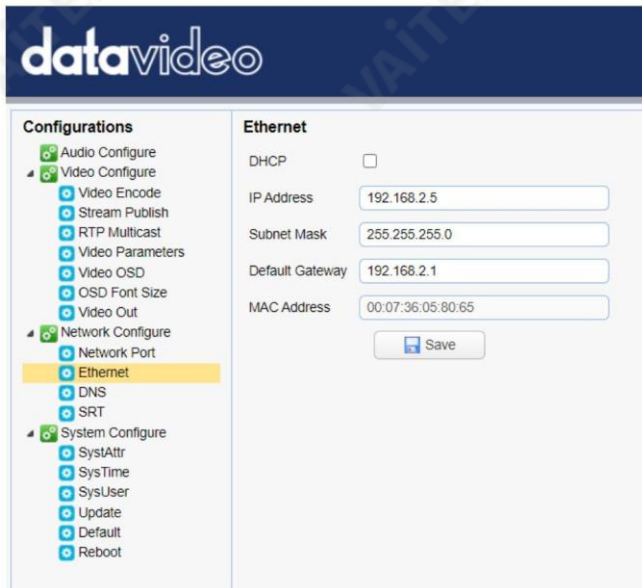 datavideo
Configurations
Audio Configure
Video Configure
Video Encode
Stream Publish
RTP Multicast
Video Parameters
Video OSD
OSD Font Size
Video Out
Network Configure
Network Port
Ethernet
DNS
SRT
System Configure
SystAttr
SysTime
SysUser
Update
Default
Reboot
Ethernet
DHCP
IP Address 192.168.2.5
Subnet Mask 255.255.255.0
Default Gateway 192.168.2.1
MAC Address 00:07:36:05:80:65
Save